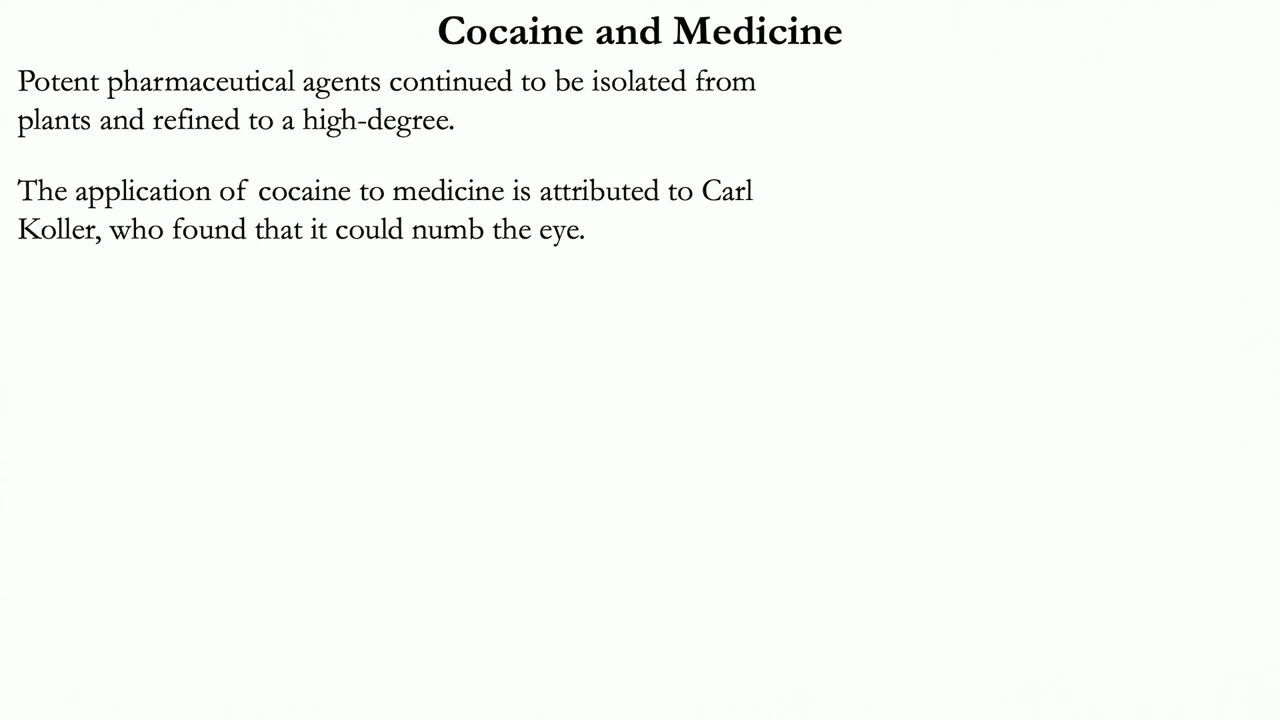 Cocaine and Medicine
Potent pharmaceutical agents continued to be isolated from
plants and refined to a high-degree.
The application of cocaine to medicine is attributed to Carl
Koller, who found that it could numb the eye.